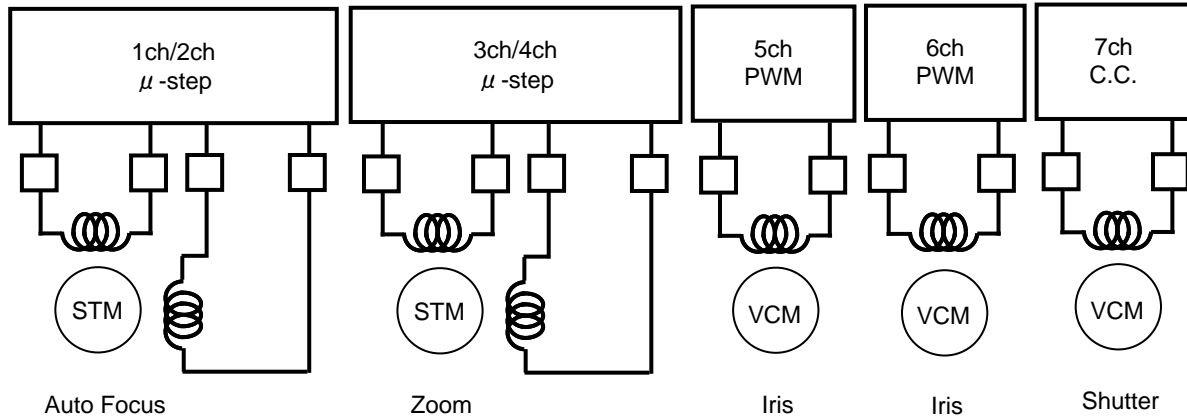 1ch/2ch
μ-step
3ch/4ch
μ-step
5ch
PWM
6ch
PWM
7ch
C.C.
STM
STM
VCM
VCM
VCM
Auto Focus
Zoom
Iris
Iris
Shutter